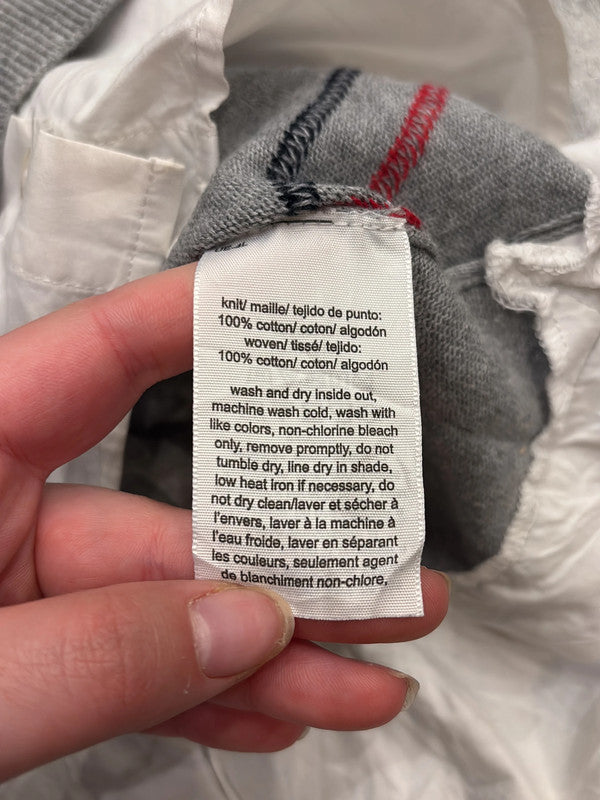 knit/ maille/ tejido de punto:
100% cotton/ coton/ algodón
woven/ tissé/ tejido:
100% cotton/ coton/ algodón
wash and dry inside out,
machine wash cold, wash with
like colors, non-chlorine bleach
only, remove promptly, do not
tumble dry, line dry in shade,
low heat iron if necessary, do
not dry clean/laver et sécher à
l'envers, laver à la machine à
l'eau froide, laver en séparant
les couleurs, seulement agent
de blanchiment non-chlore,